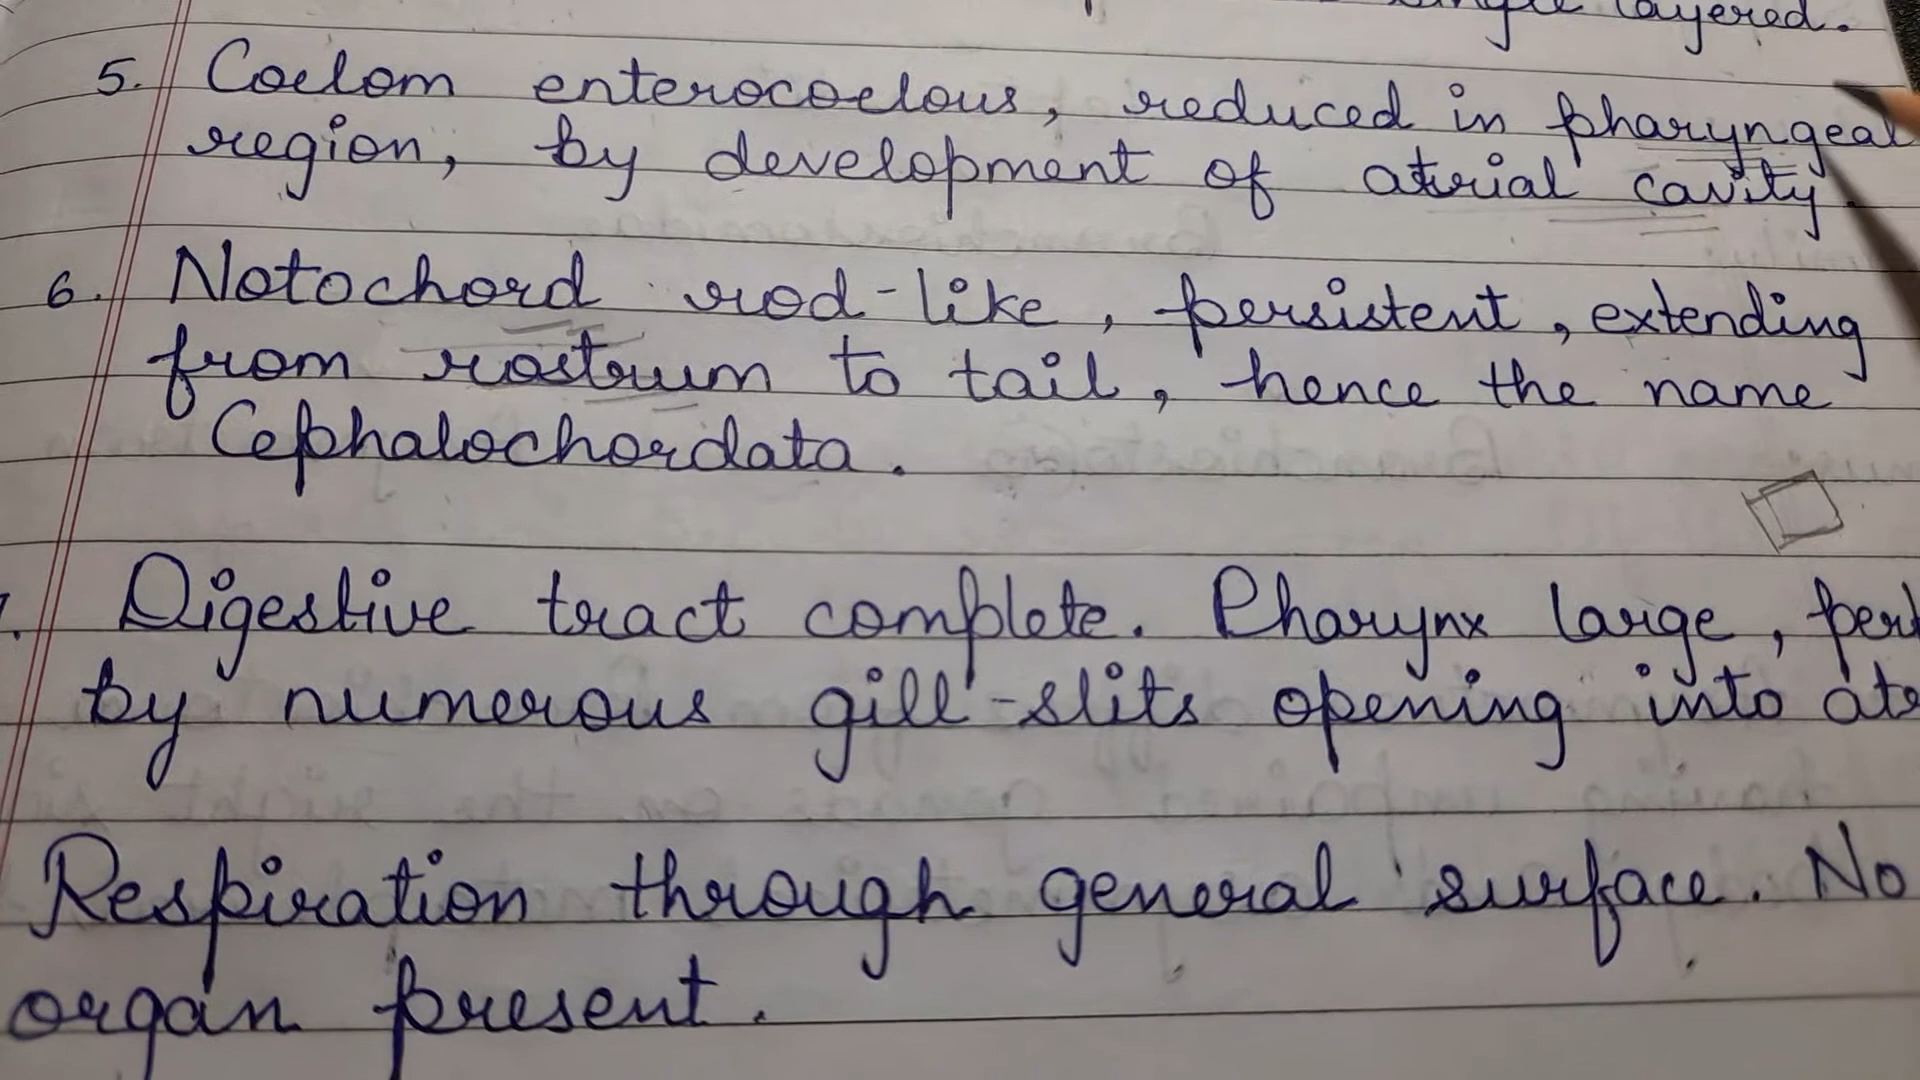 layered.
5. Coelom enterocoelous, reduced in pharyngeal
region, by development of atrial cavity.
6. Notochord rod-like, persistent, extending
from rostrum to tail, hence the name
Cephalochordata.
Digestive tract complete. Pharynx large,
by numerous gill-slits opening into
Respiration through general surface. No
organ present.